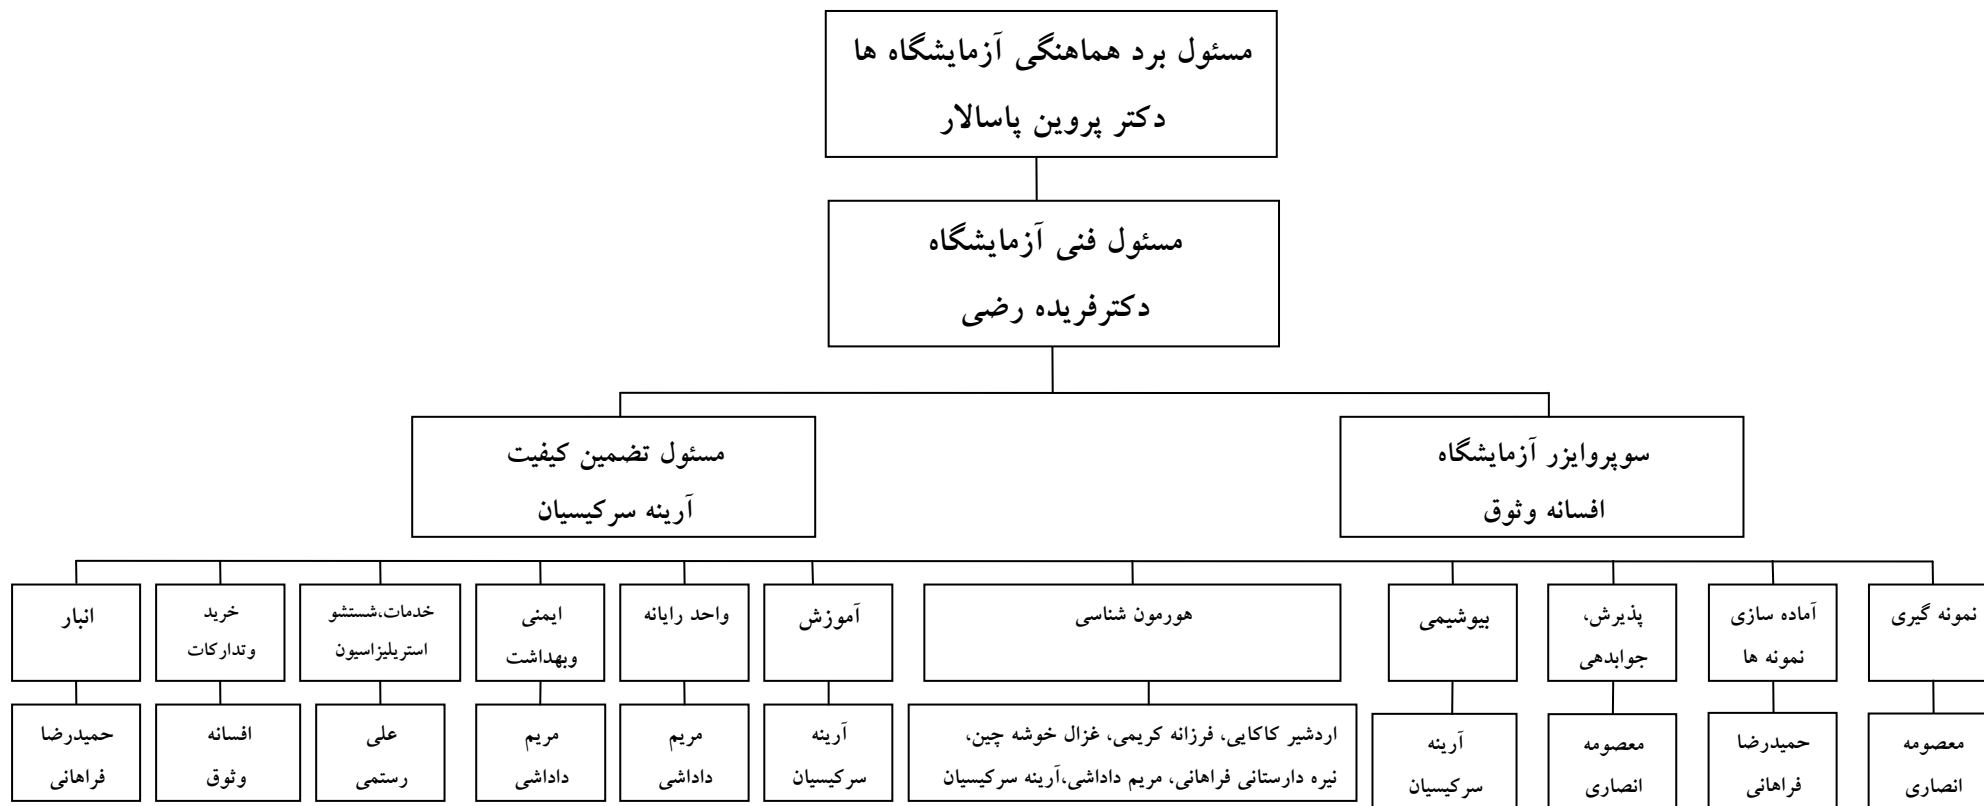 مسئول برد هماهنگی آزمایشگاه ها
دکتر پروین پاسالار
مسئول فنی آزمایشگاه
دکترفریده رضی
سوپروایزر آزمایشگاه
افسانه وثوق
مسئول تضمین کیفیت
آرینه سرکیسیان
نمونه گیری
معصومه
انصاری
آماده سازی
نمونه ها
حمیدرضا
فراهانی
پذیرش،
جوابدهی
معصومه
انصاری
بیوشیمی
آرینه
سرکیسیان
هورمون شناسی
اردشیر کاکایی، فرزانه کریمی، غزال خوشه چین،
نیره دارستانی فراهانی، مریم داداشی،آرینه سرکیسیان
آموزش
آرینه
سرکیسیان
واحد رایانه
مریم
داداشی
ایمنی
وبهداشت
مریم
داداشی
خدمات،شستشو
استریلیزاسیون
علی
رستمی
خرید
وتدارکات
افسانه
وثوق
انبار
حمیدرضا
فراهانی